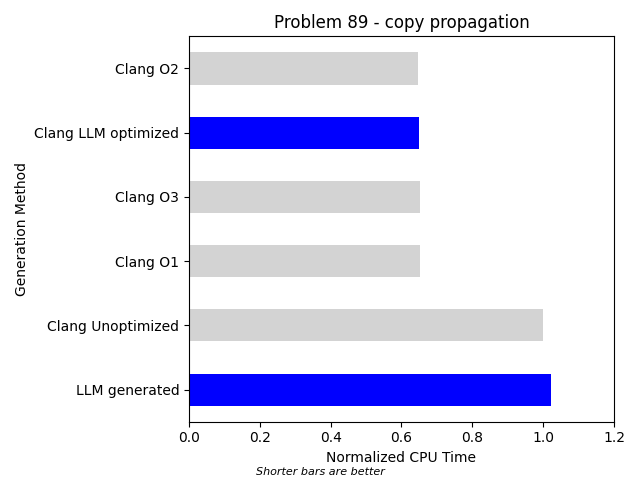 Problem 89 - copy propagation
Clang O2
Clang LLM optimized
Clang O3
Clang O1
Clang Unoptimized
LLM generated
Generation Method
0.0 0.2 0.4 0.6 0.8 1.0 1.2
Normalized CPU Time
Shorter bars are better